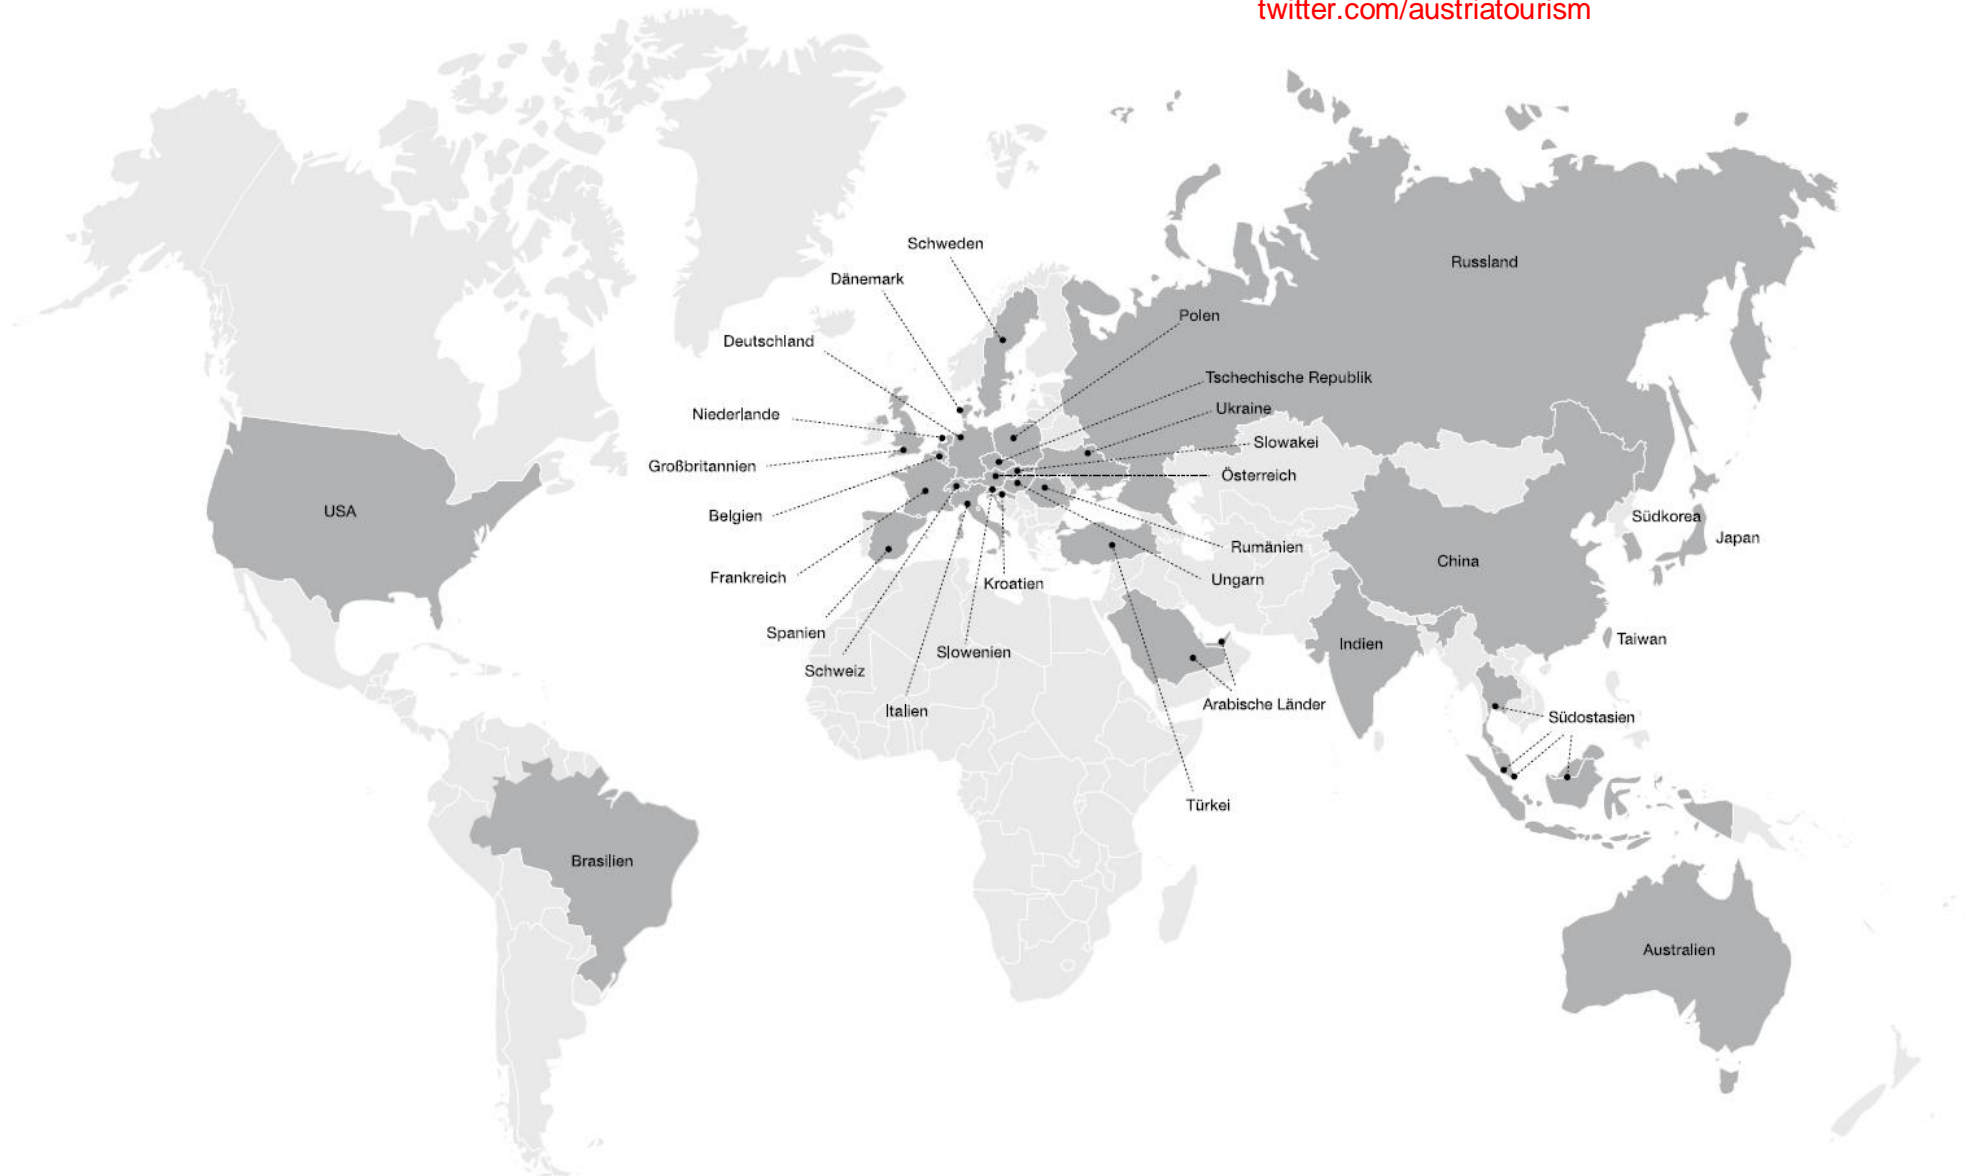 twitter.com/austriatourism
Schweden
Russland
Dänemark
Polen
Deutschland
Tschechische Republik
Ukraine
Niederlande
Slowakei
Großbritannien
Österreich
USA
Belgien
Südkorea
Japan
Rumänien
China
Frankreich
Kroatien
Ungarn
Spanien
Taiwan
Indien
Slowenien
Schweiz
Arabische Länder
Italien
Südostasien
Türkei
Brasilien
Australien